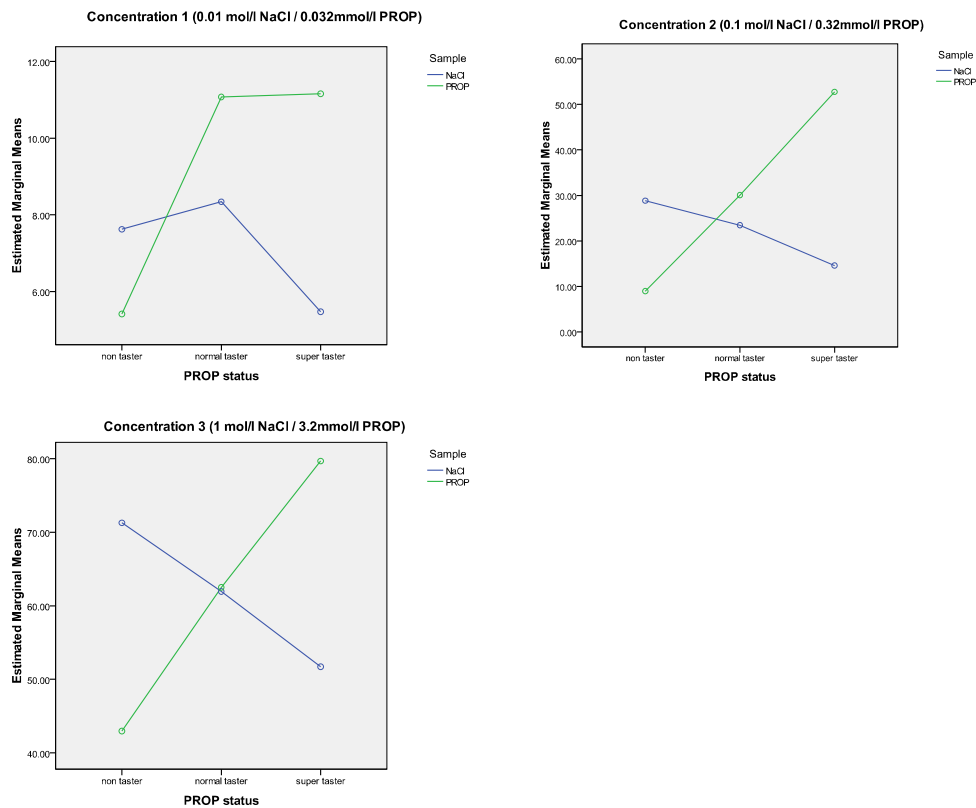 Concentration 1 (0.01 mol/l NaCl / 0.032mmol/l PROP)
Sample
NaCl
PROP
Estimated Marginal Means
12.00
10.00
8.00
6.00
non taster
normal taster
super taster
PROP status
Concentration 2 (0.1 mol/l NaCl / 0.32mmol/l PROP)
Sample
NaCl
PROP
Estimated Marginal Means
60.00
50.00
40.00
30.00
20.00
10.00
0.00
non taster
normal taster
super taster
PROP status
Concentration 3 (1 mol/l NaCl / 3.2mmol/l PROP)
Sample
NaCl
PROP
Estimated Marginal Means
80.00
70.00
60.00
50.00
40.00
non taster
normal taster
super taster
PROP status